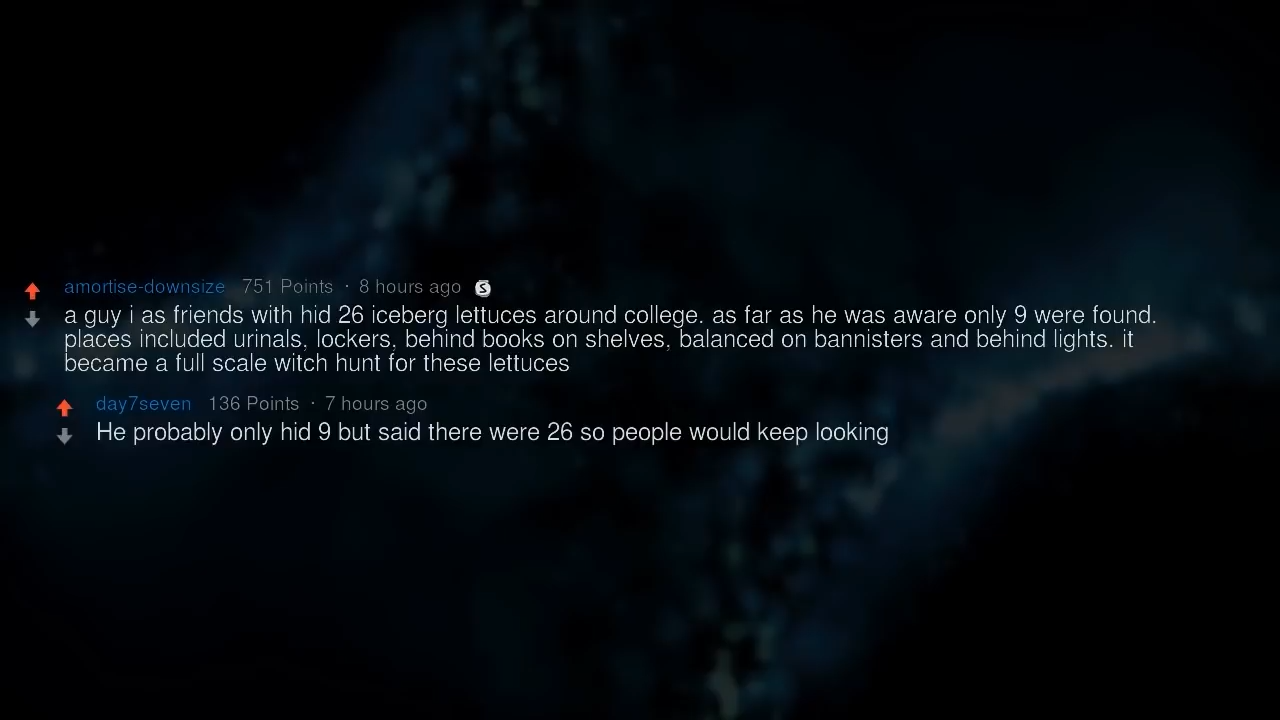 amortise-downsize 751 Points · 8 hours ago S
a guy i as friends with hid 26 iceberg lettuces around college. as far as he was aware only 9 were found.
places included urinals, lockers, behind books on shelves, balanced on bannisters and behind lights. it
became a full scale witch hunt for these lettuces
day7seven 136 Points · 7 hours ago
He probably only hid 9 but said there were 26 so people would keep looking